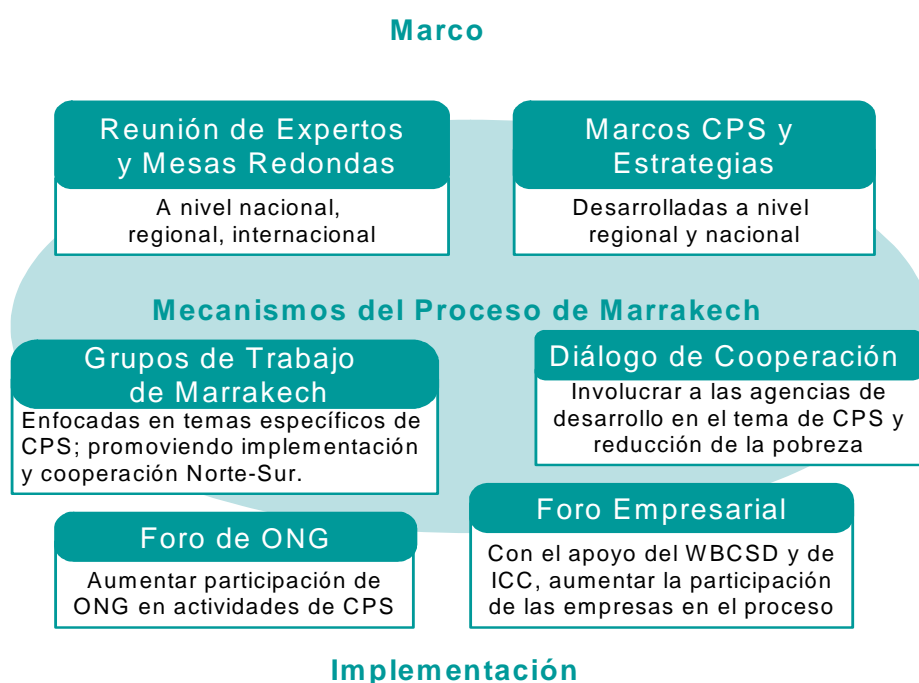 Marco
Reunión de Expertos
y Mesas Redondas
A nivel nacional,
regional, internacional
Marcos CPS y
Estrategias
Desarrolladas a nivel
regional y nacional
Mecanismos del Proceso de Marrakech
Grupos de Trabajo
de Marrakech
Enfocadas en temas específicos de
CPS; promoviendo implementación
y cooperación Norte-Sur.
Diálogo de Cooperación
Involucrar a las agencias de
desarrollo en el tema de CPS y
reducción de la pobreza
Foro de ONG
Aumentar participación de
ONG en actividades de CPS
Foro Empresarial
Con el apoyo del WBCSD y de
ICC, aumentar la participación
de las empresas en el proceso
Implementación